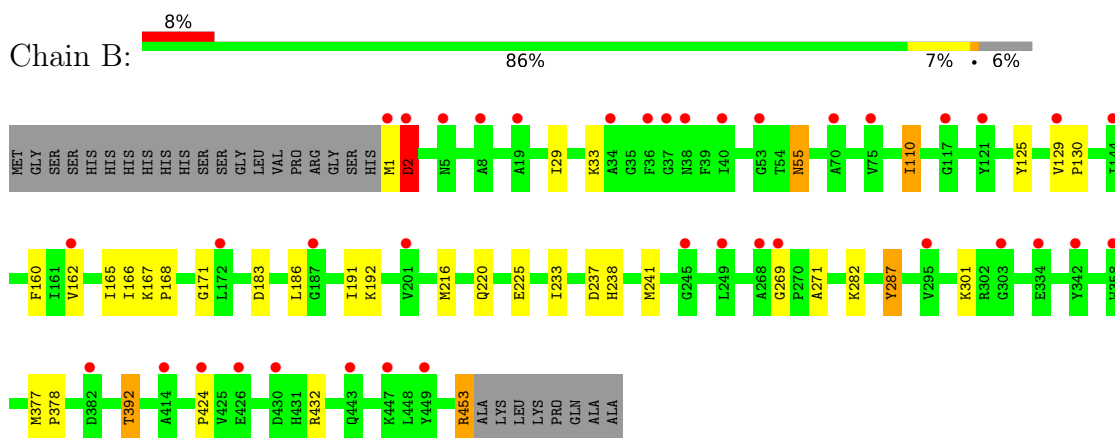 8%
Chain B:
86% 7% • 6%
MET GLY SER SER HIS HIS HIS HIS HIS HIS SER SER GLY LEU VAL PRO ARG GLY SER HIS M1 D2 N5 A8 A19 I29 K33 A34 G35 F36 G37 N38 F39 I40 G53 T54 N55 A70 V75 I110 G117 Y121 Y125 V129 P130 I144
F160 I161 V162 I165 I166 K167 P168 G171 L172 D183 L186 G187 I191 K192 V201 M216 Q220 E225 I233 D237 H238 M241 G245 L249 A268 G269 P270 A271 K282 Y287 V295 K301 R302 G303 E334 Y342 H358
M377 P378 D382 T392 A414 P424 V425 E426 D430 H431 R432 Q443 K447 L448 Y449 R453 ALA LYS LEU LYS PRO GLN ALA ALA